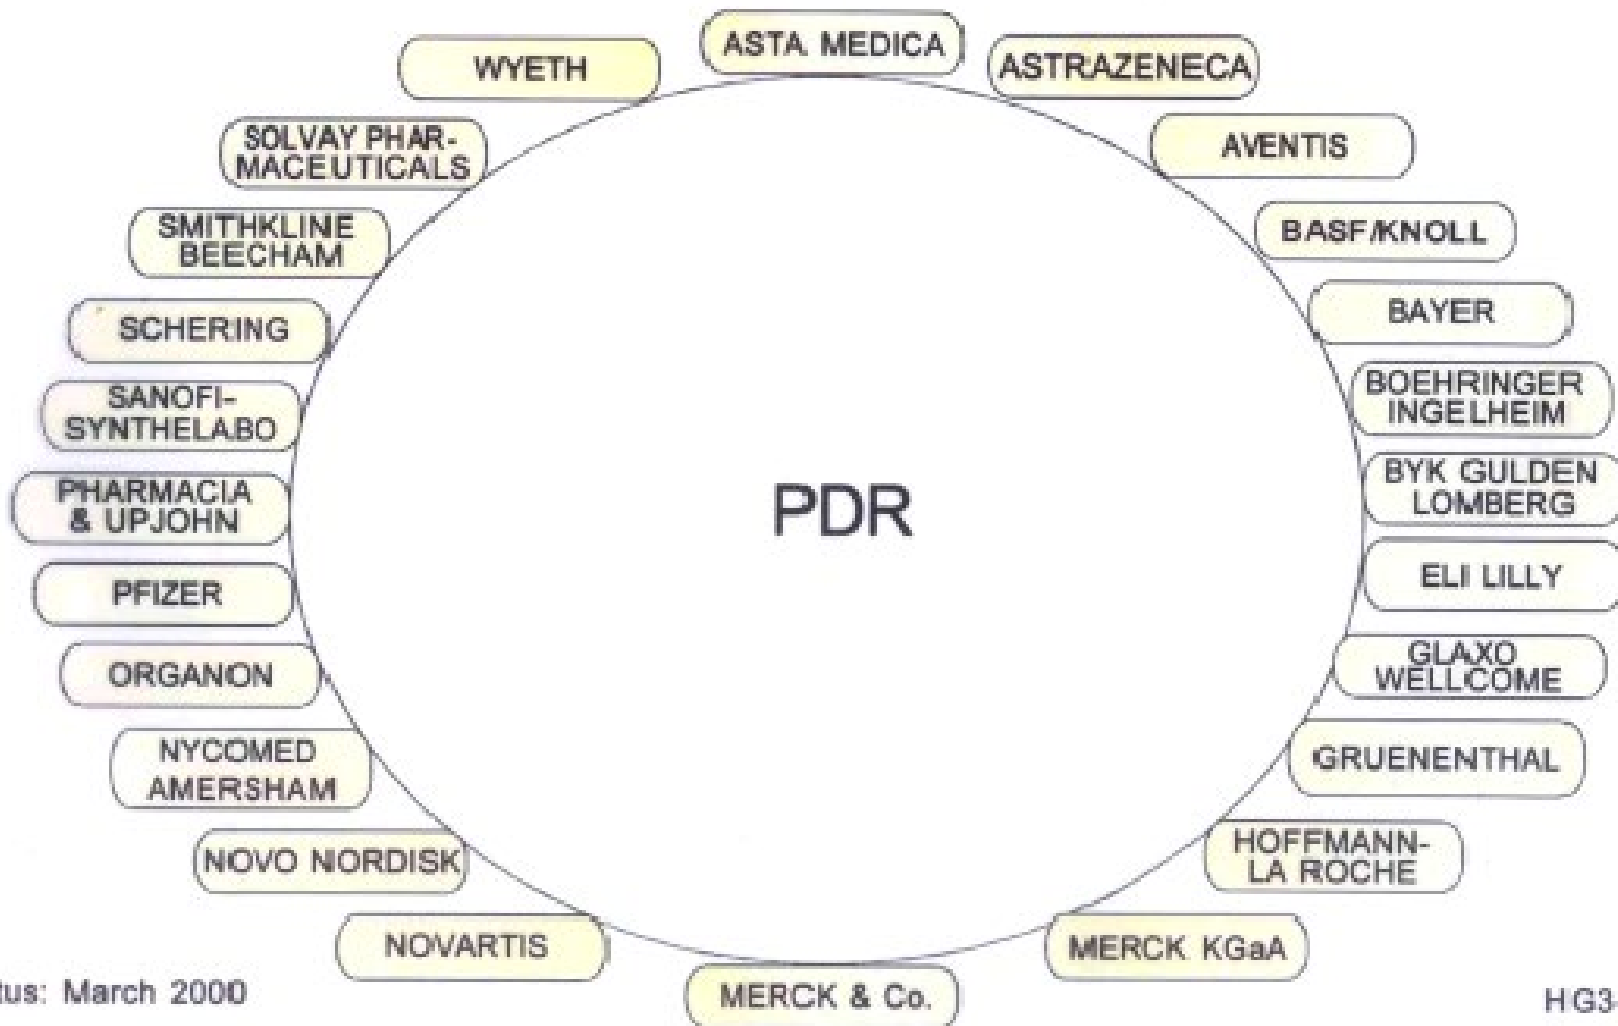 ASTA MEDICA
ASTRAZENECA
AVENTIS
BASF/KNOLL
BAYER
BOEHRINGER
INGELHEIM
BYK GULDEN
LOMBERG
ELI LILLY
GLAXO
WELLCOME
GRUENENTHAL
HOFFMANN-
LA ROCHE
MERCK KGaA
MERCK & Co.
NOVARTIS
NOVO NORDISK
NYCOMED
AMERSHAM
ORGANON
PFIZER
PHARMACIA
& UPJOHN
SANOFI-
SYNTHELABO
SCHERING
SMITHKLINE
BEECHAM
SOLVAY PHAR-
MACEUTICALS
WYETH
PDR
tus: March 2000
HG3